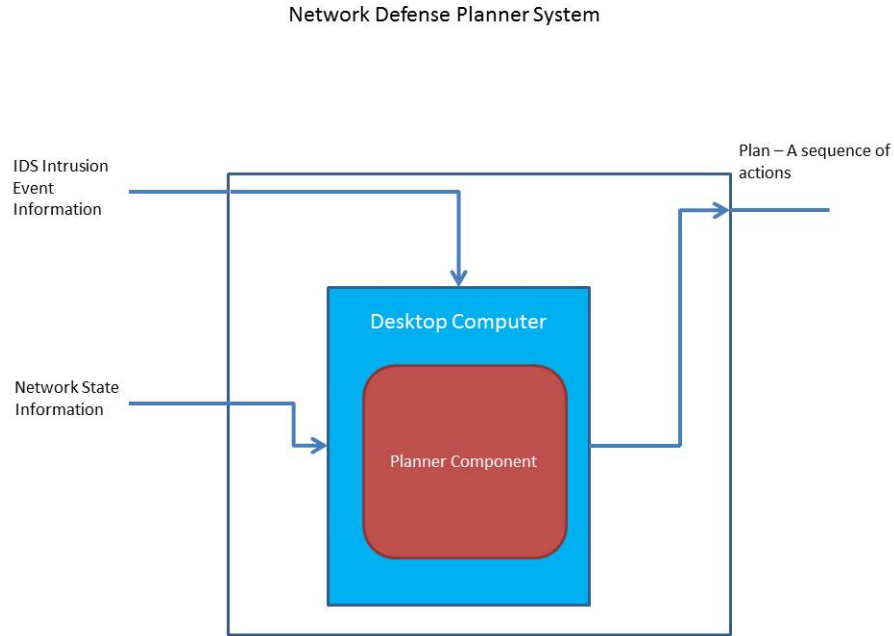 Network Defense Planner System
IDS Intrusion
Event
Information
Plan – A sequence of
actions
Desktop Computer
Network State
Information
Planner Component